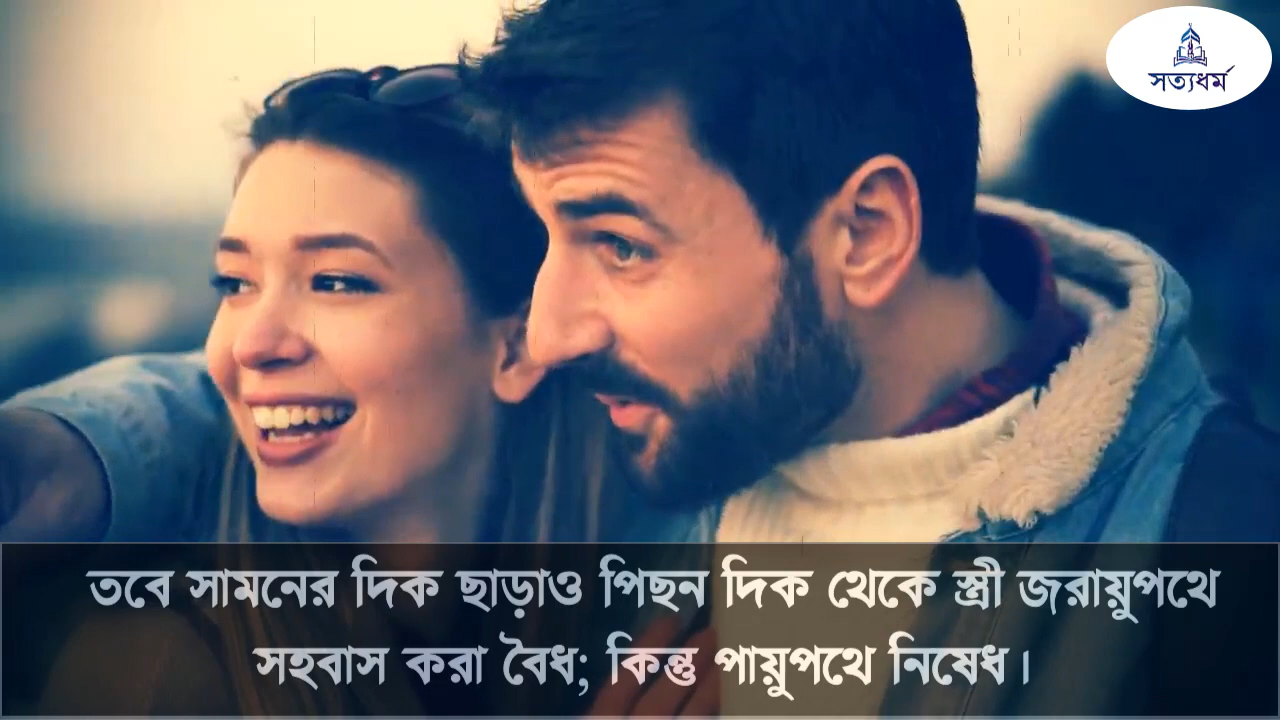 সত্যধর্ম
তবে সামনের দিক ছাড়াও পিছন দিক থেকে স্ত্রী জরায়ুপথে
সহবাস করা বৈধ; কিন্তু পায়ুপথে নিষেধ।